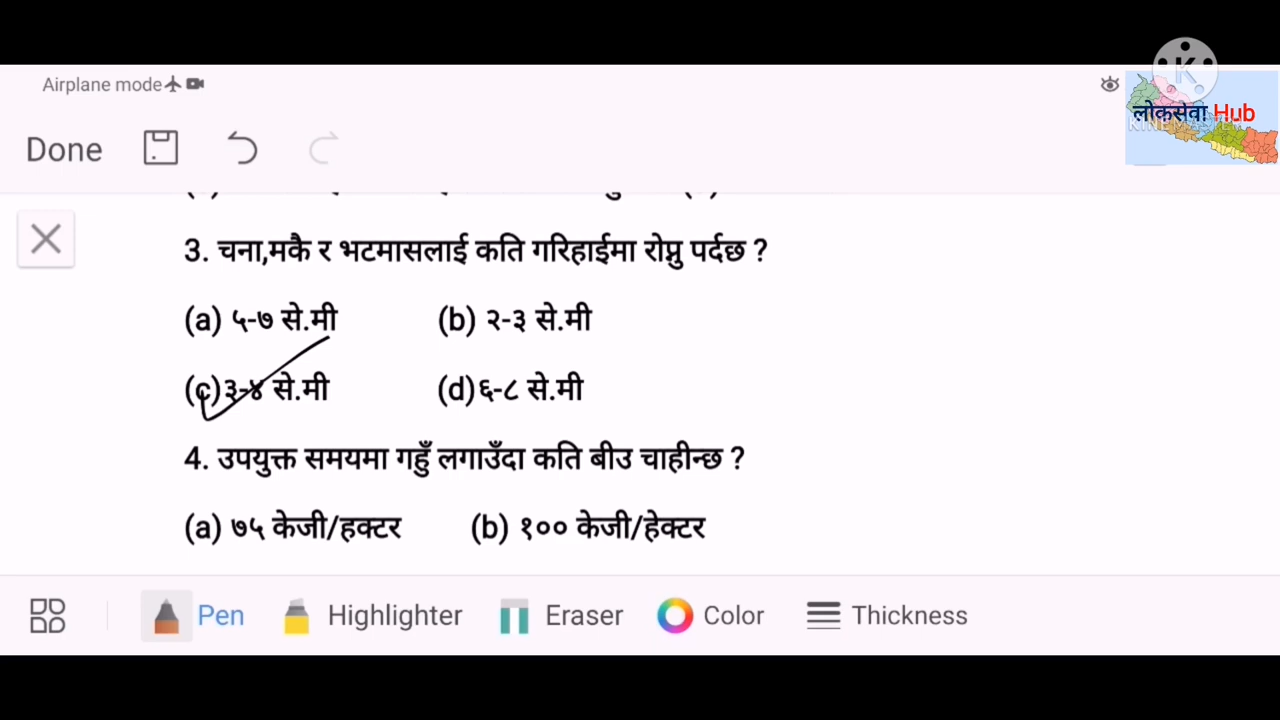 Airplane mode
लोकसेवा Hub
KINEMASTER
Done
3. चना,मकै र भटमासलाई कति गरिहाईमा रोप्नु पर्दछ ?
(a) ५-७ से.मी (b) २-३ से.मी
(c)३-४ से.मी (d)६-८ से.मी
4. उपयुक्त समयमा गहुँ लगाउँदा कति बीउ चाहीन्छ ?
(a) ७५ केजी/हक्टर (b) १०० केजी/हेक्टर
Pen Highlighter Eraser Color Thickness